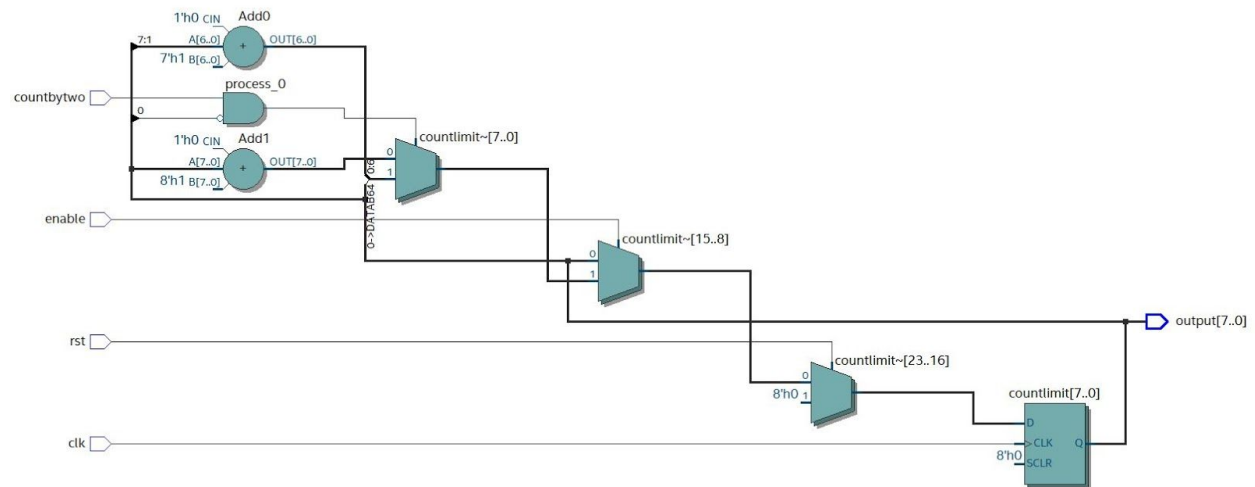 1'h0 CIN
Add0
7:1
A[6..0]
OUT[6..0]
7'h1 B[6..0]
process_0
countbytwo
0
Add1
1'h0 CIN
countlimit~[7..0]
A[7..0]
OUT[7..0]
0
1
8'h1 B[7..0]
0->DATAB64 0:6
enable
countlimit~[15..8]
0
1
output[7..0]
rst
countlimit~[23..16]
0
8'h0 1
countlimit[7..0]
D
clk
CLK
Q
8'h0
SCLR